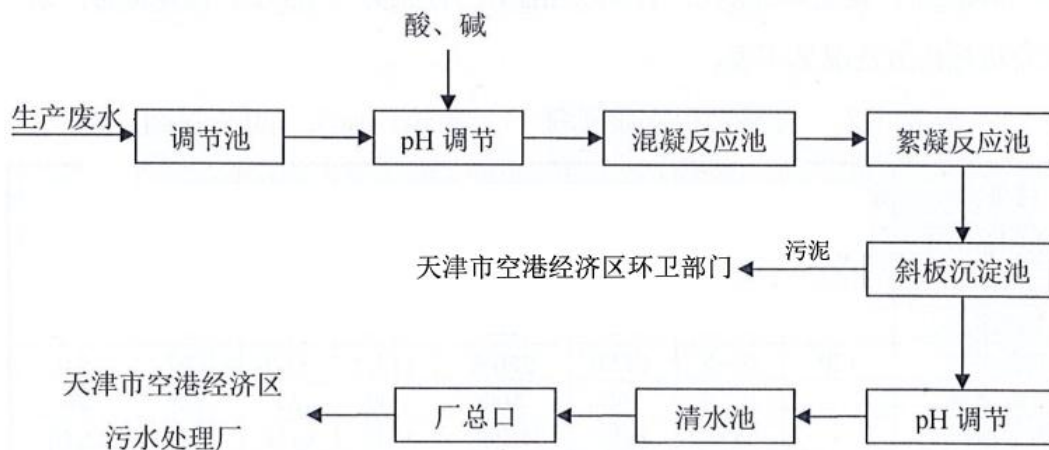 酸、碱
生产废水
调节池
pH 调节
混凝反应池
絮凝反应池
天津市空港经济区环卫部门
污泥
斜板沉淀池
天津市空港经济区
污水处理厂
厂总口
清水池
pH 调节